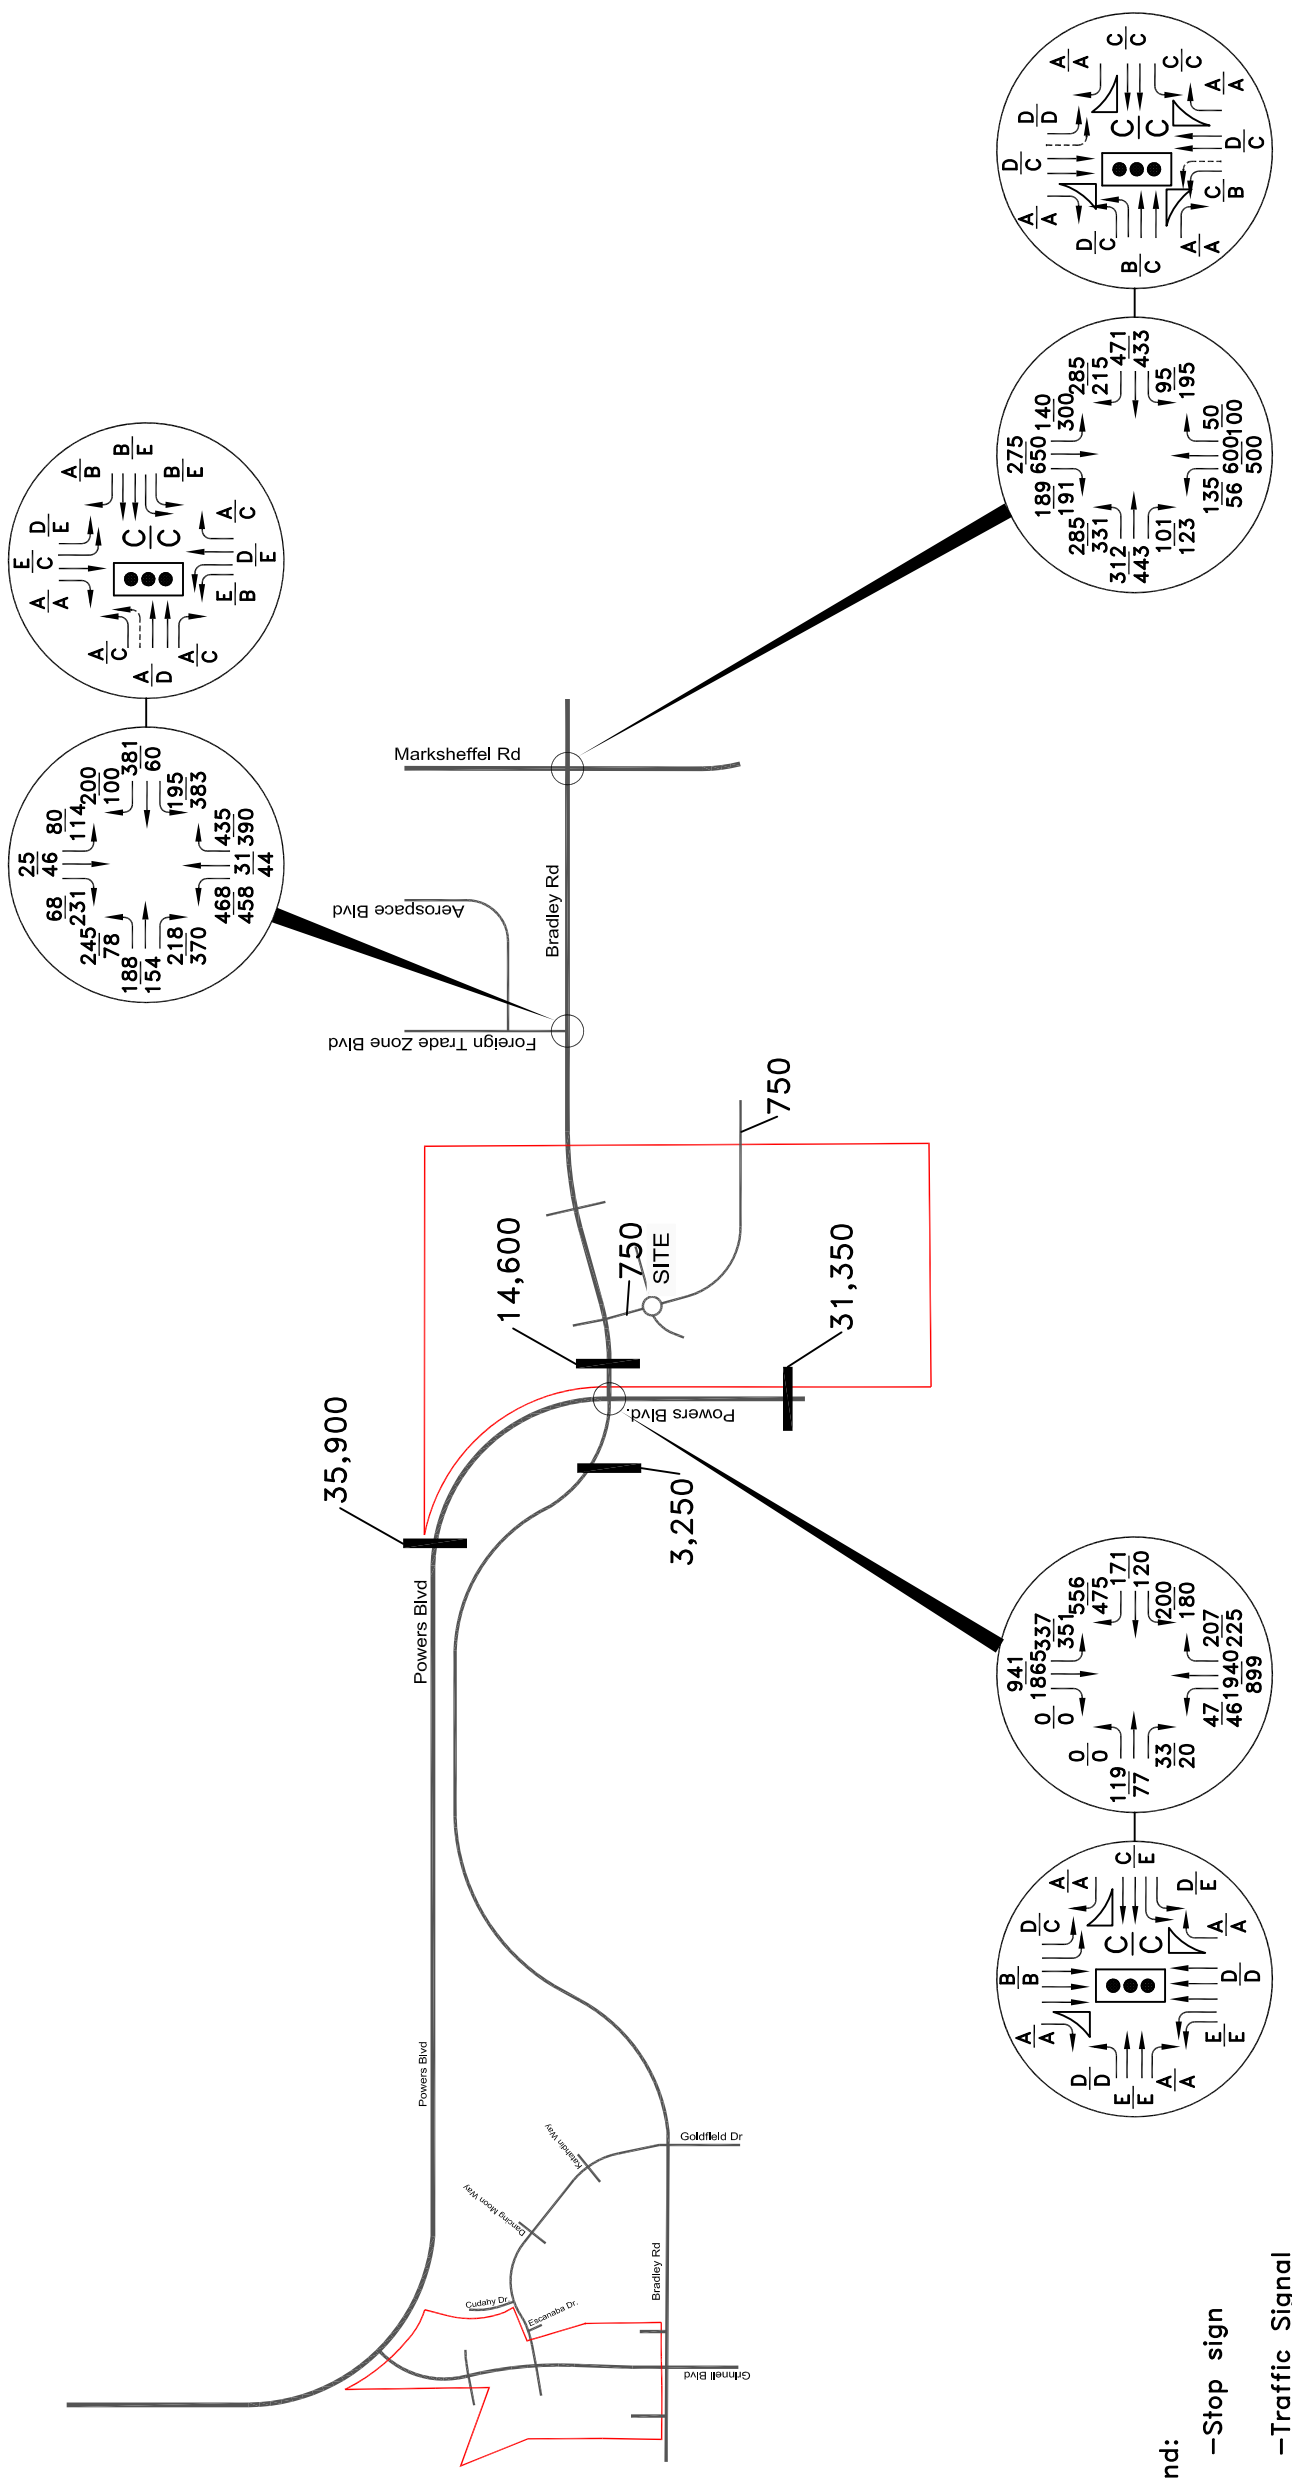 C
C
A
A
C
C
C
C
D
D
A
A
D
C
C
C
D
C
A
A
C
B
D
C
A
A
B
C
471
433
285
215
95
195
140
300
275
650
50
100
600
500
189
191
135
56
285
331
101
123
312
443
B
E
A
B
B
E
D
E
E
C
C
C
A
C
D
E
A
A
E
B
A
C
A
C
A
D
381
60
200
100
195
383
80
114
25
46
435
390
31
44
68
231
468
458
245
78
218
370
188
154
Marksheffel Rd
Bradley Rd
Aerospace Blvd
Foreign Trade Zone Blvd
750
14,600
750
SITE
31,350
Powers Blvd.
35,900
3,250
Powers Blvd
171
120
556
475
200
180
337
351
941
1865
207
225
1940
899
0
0
47
46
0
0
33
20
119
77
C
E
A
A
D
E
D
C
C
C
A
A
B
B
D
D
A
A
E
E
D
D
A
A
E
E
Powers Blvd
Katahdin Way
Goldfield Dr
Dancing Moon Way
Cudahy Dr.
Escanaba Dr.
Bradley Rd
Grinnell Blvd
nd:
-Stop sign
-Traffic Signal